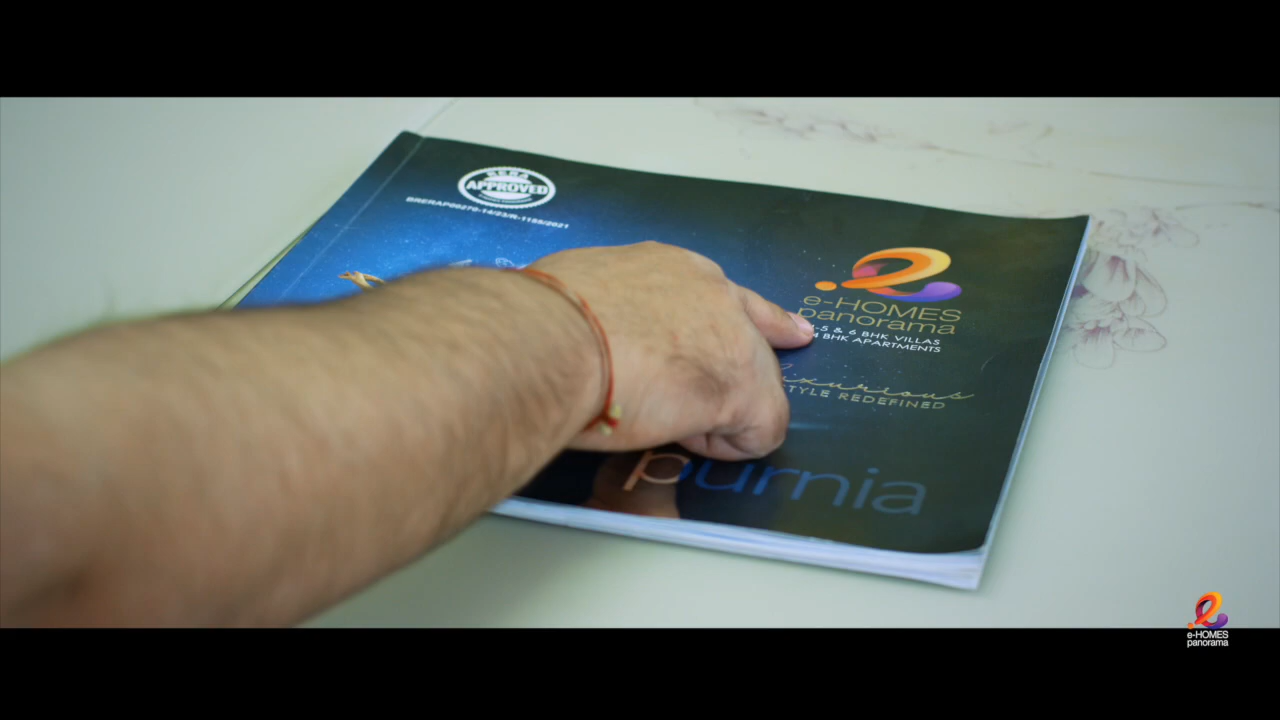 RERA
APPROVED
BRERAP00270-14/23/R-1155/2021
e-HOMES
panorama
-5 & 6 BHK VILLAS
4 BHK APARTMENTS
luxurious
STYLE REDEFINED
purnia
e-HOMES
panorama